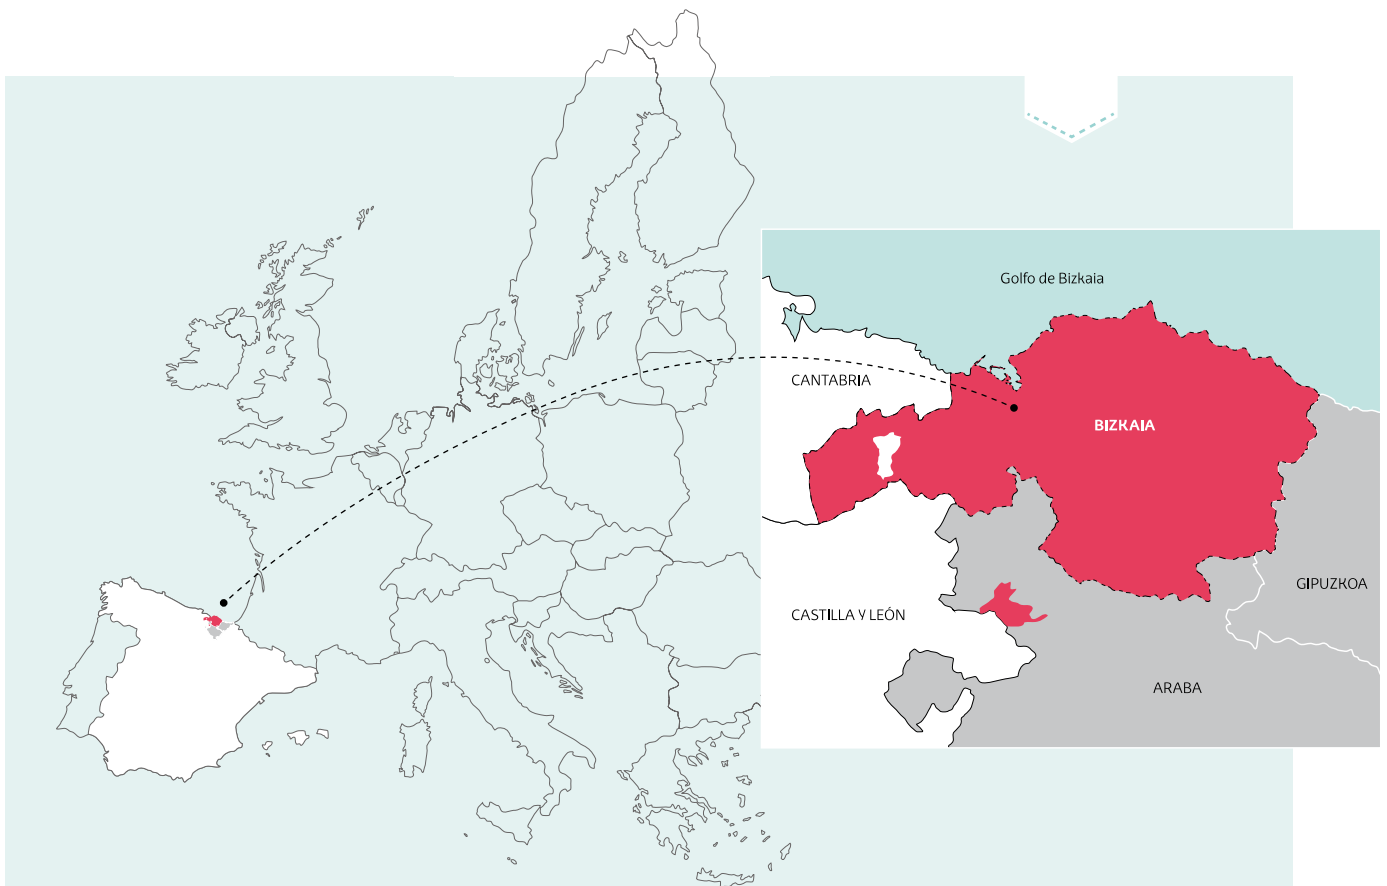 Golfo de Bizkaia
CANTABRIA
BIZKAIA
GIPUZKOA
CASTILLA Y LEÓN
ARABA